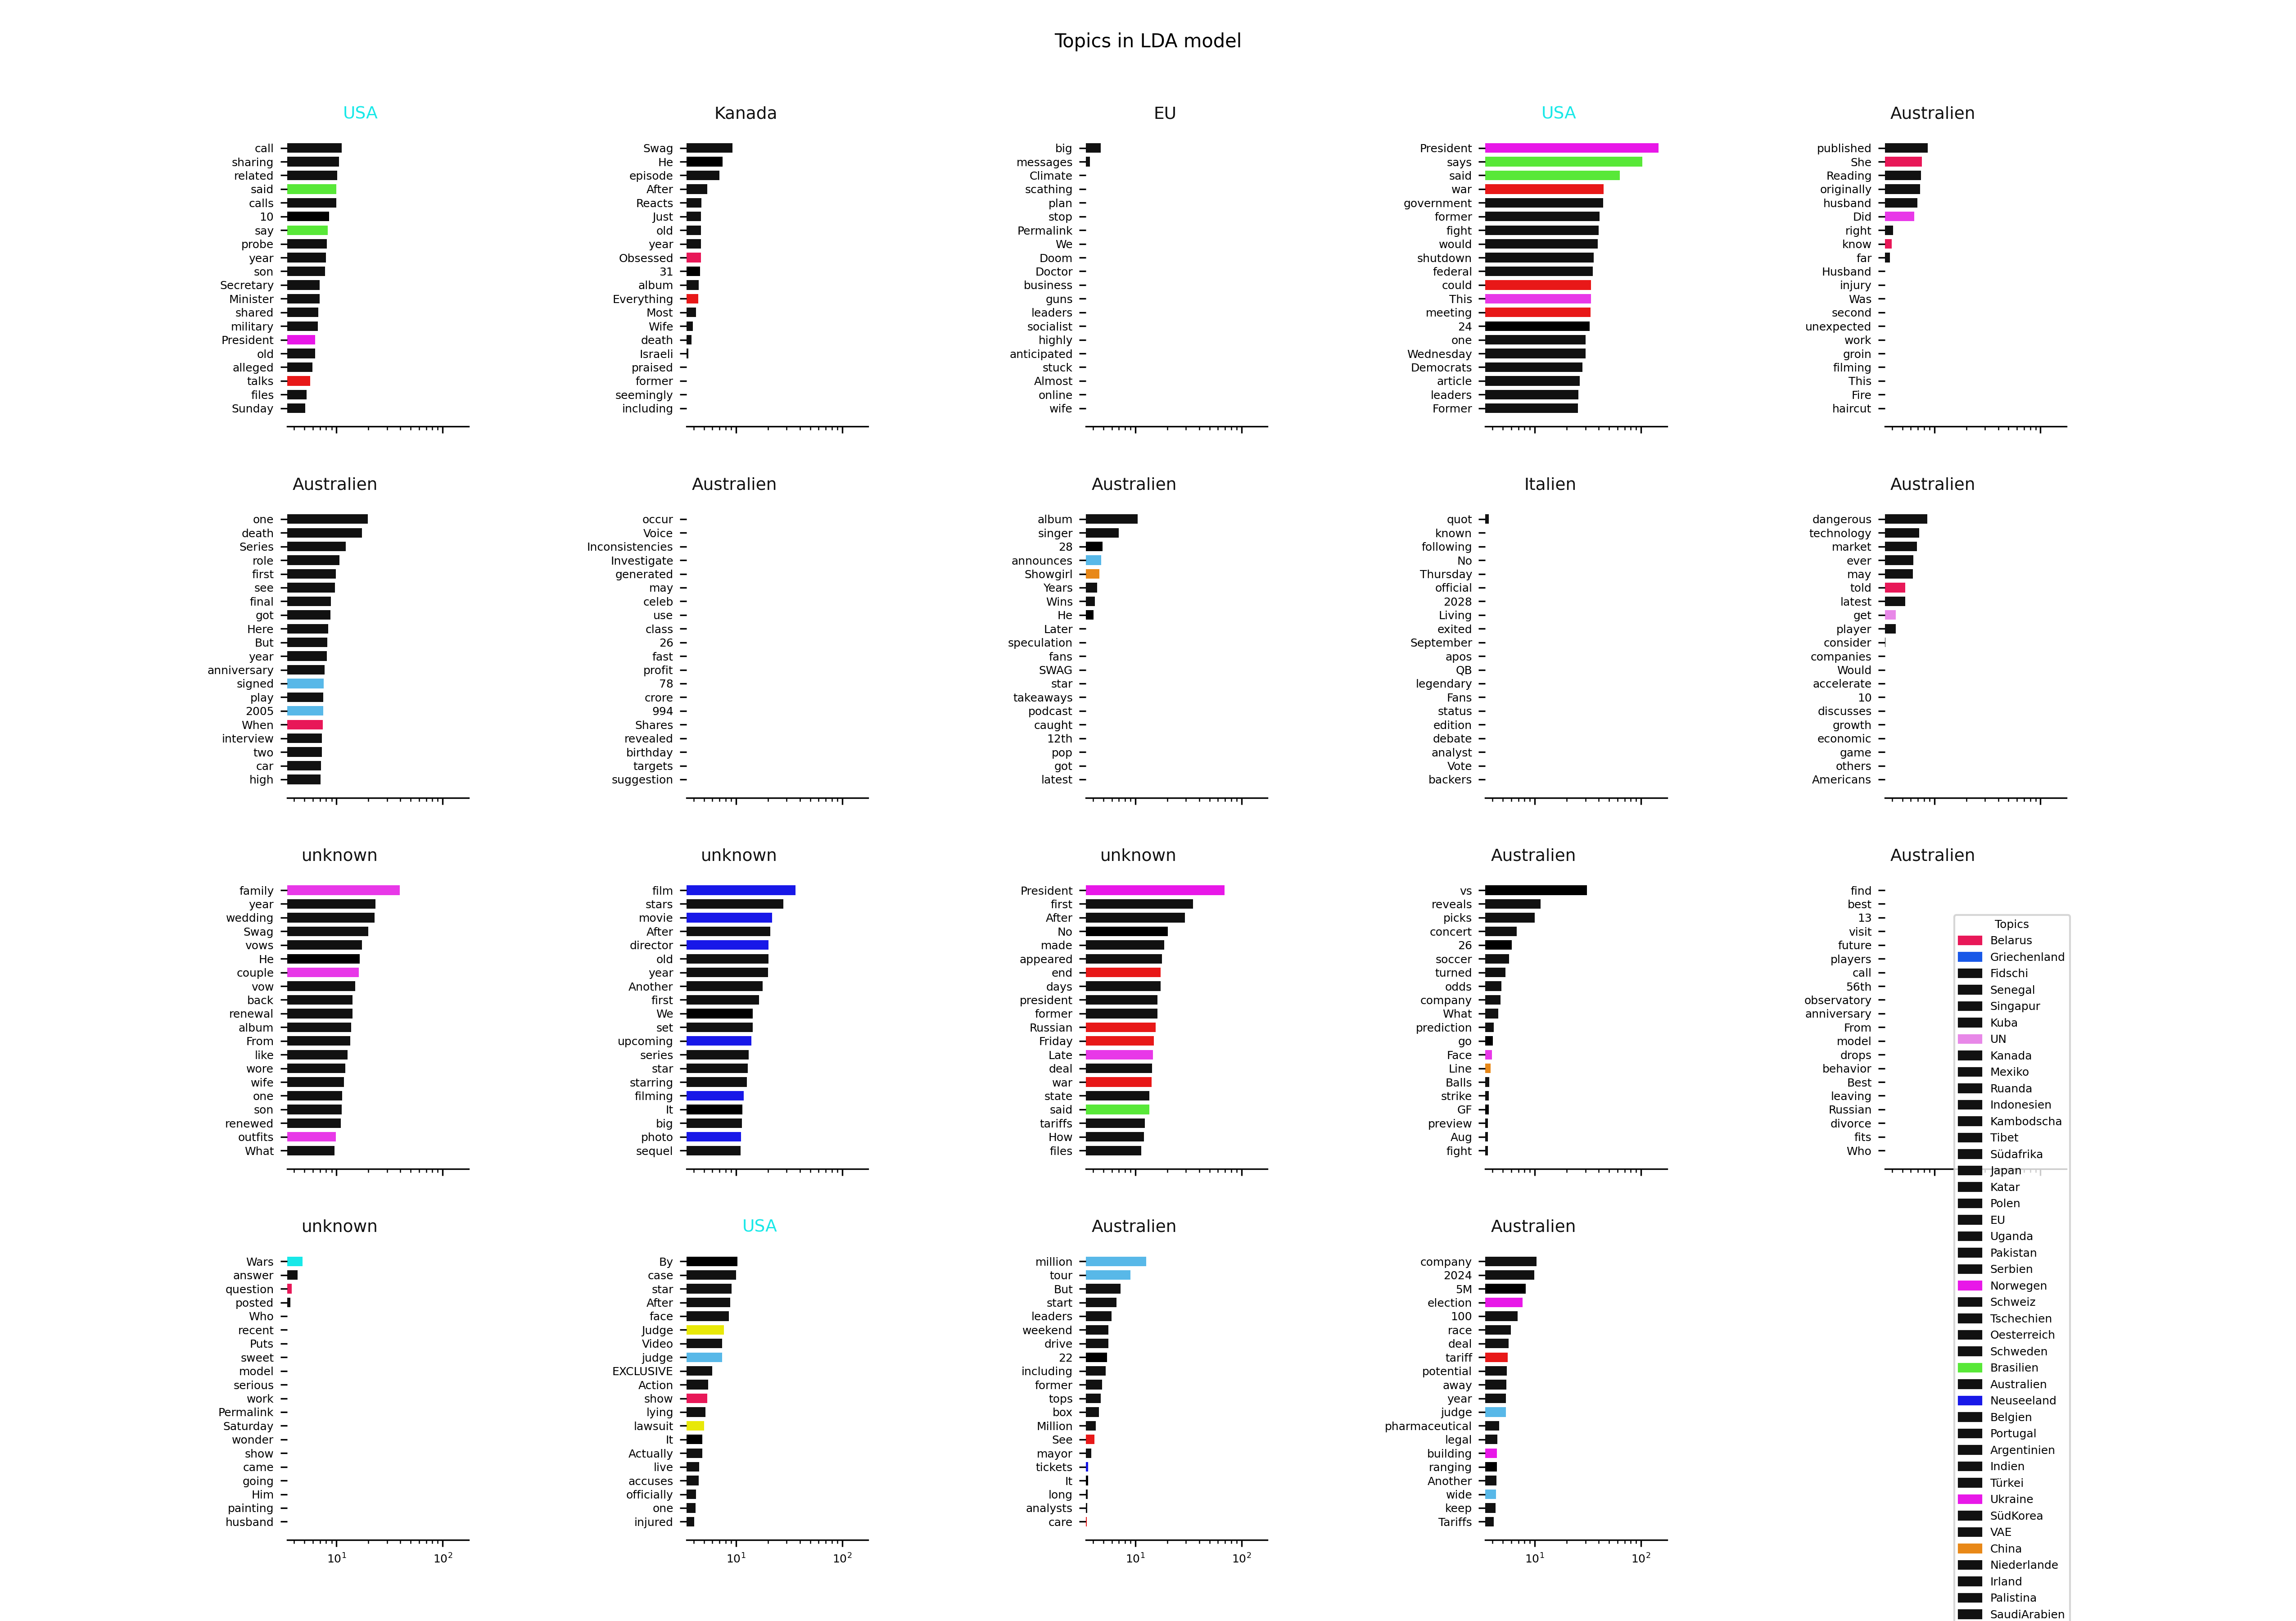 Topics in LDA model
USA
call
sharing
related
said
calls
10
say
probe
year
son
Secretary
Minister
shared
military
President
old
alleged
talks
files
Sunday
Kanada
Swag
He
episode
After
Reacts
Just
old
year
Obsessed
31
album
Everything
Most
Wife
death
Israeli
praised
former
seemingly
including
EU
big
messages
Climate
scathing
plan
stop
Permalink
We
Doom
Doctor
business
guns
leaders
socialist
highly
anticipated
stuck
Almost
online
wife
USA
President
says
said
war
government
former
fight
would
shutdown
federal
could
This
meeting
24
one
Wednesday
Democrats
article
leaders
Former
Australien
published
She
Reading
originally
husband
Did
right
know
far
Husband
injury
Was
second
unexpected
work
groin
filming
This
Fire
haircut
Australien
one
death
Series
role
first
see
final
got
Here
But
year
anniversary
signed
play
2005
When
interview
two
car
high
Australien
occur
Voice
Inconsistencies
Investigate
generated
may
celeb
use
class
26
fast
profit
78
crore
994
Shares
revealed
birthday
targets
suggestion
Australien
album
singer
28
announces
Showgirl
Years
Wins
He
Later
speculation
fans
SWAG
star
takeaways
podcast
caught
12th
pop
got
latest
Italien
quot
known
following
No
Thursday
official
2028
Living
exited
September
apos
QB
legendary
Fans
status
edition
debate
analyst
Vote
backers
Australien
dangerous
technology
market
ever
may
told
latest
get
player
consider
companies
Would
accelerate
10
discusses
growth
economic
game
others
Americans
unknown
family
year
wedding
Swag
vows
He
couple
vow
back
renewal
album
From
like
wore
wife
one
son
renewed
outfits
What
unknown
film
stars
movie
After
director
old
year
Another
first
We
set
upcoming
series
star
starring
filming
It
big
photo
sequel
unknown
President
first
After
No
made
appeared
end
days
president
former
Russian
Friday
Late
deal
war
state
said
tariffs
How
files
Australien
vs
reveals
picks
concert
26
soccer
turned
odds
company
What
prediction
go
Face
Line
Balls
strike
GF
preview
Aug
fight
Australien
find
best
13
visit
future
players
call
56th
observatory
anniversary
From
model
drops
behavior
Best
leaving
Russian
divorce
fits
Who
unknown
Wars
answer
question
posted
Who
recent
Puts
sweet
model
serious
work
Permalink
Saturday
wonder
show
came
going
Him
painting
husband
10¹ 10²
USA
By
case
star
After
face
Judge
Video
judge
EXCLUSIVE
Action
show
lying
lawsuit
It
Actually
live
accuses
officially
one
injured
10¹ 10²
Australien
million
tour
But
start
leaders
weekend
drive
22
including
former
tops
box
Million
See
mayor
tickets
It
long
analysts
care
10¹ 10²
Australien
company
2024
5M
election
100
race
deal
tariff
potential
away
year
judge
pharmaceutical
legal
building
ranging
Another
wide
keep
Tariffs
10¹ 10²
Topics
Belarus
Griechenland
Fidschi
Senegal
Singapur
Kuba
UN
Kanada
Mexiko
Ruanda
Indonesien
Kambodscha
Tibet
Südafrika
Japan
Katar
Polen
EU
Uganda
Pakistan
Serbien
Norwegen
Schweiz
Tschechien
Oesterreich
Schweden
Brasilien
Australien
Neuseeland
Belgien
Portugal
Argentinien
Indien
Türkei
Ukraine
SüdKorea
VAE
China
Niederlande
Irland
Palistina
SaudiArabien